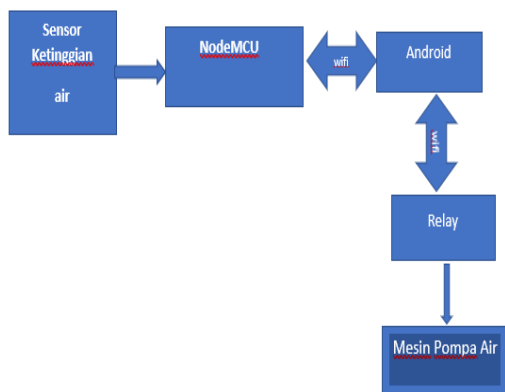 Sensor
Ketinggian
air
NodeMCU
wifi
Android
wifi
Relay
Mesin Pompa Air